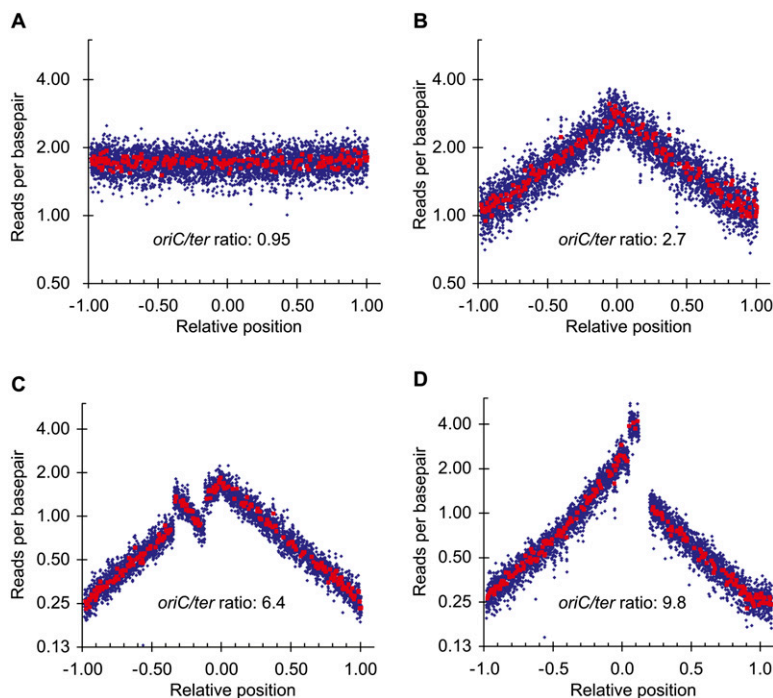 A
Reads per basepair
4.00
2.00
1.00
0.50
oriC/ter ratio: 0.95
-1.00 -0.50 0.00 0.50 1.00
Relative position
B
Reads per basepair
4.00
2.00
1.00
0.50
oriC/ter ratio: 2.7
-1.00 -0.50 0.00 0.50 1.00
Relative position
C
Reads per basepair
4.00
2.00
1.00
0.50
0.25
0.13
oriC/ter ratio: 6.4
-1.00 -0.50 0.00 0.50 1.00
Relative position
D
Reads per basepair
4.00
2.00
1.00
0.50
0.25
0.13
oriC/ter ratio: 9.8
-1.0 -0.5 0.0 0.5 1.0
Relative position